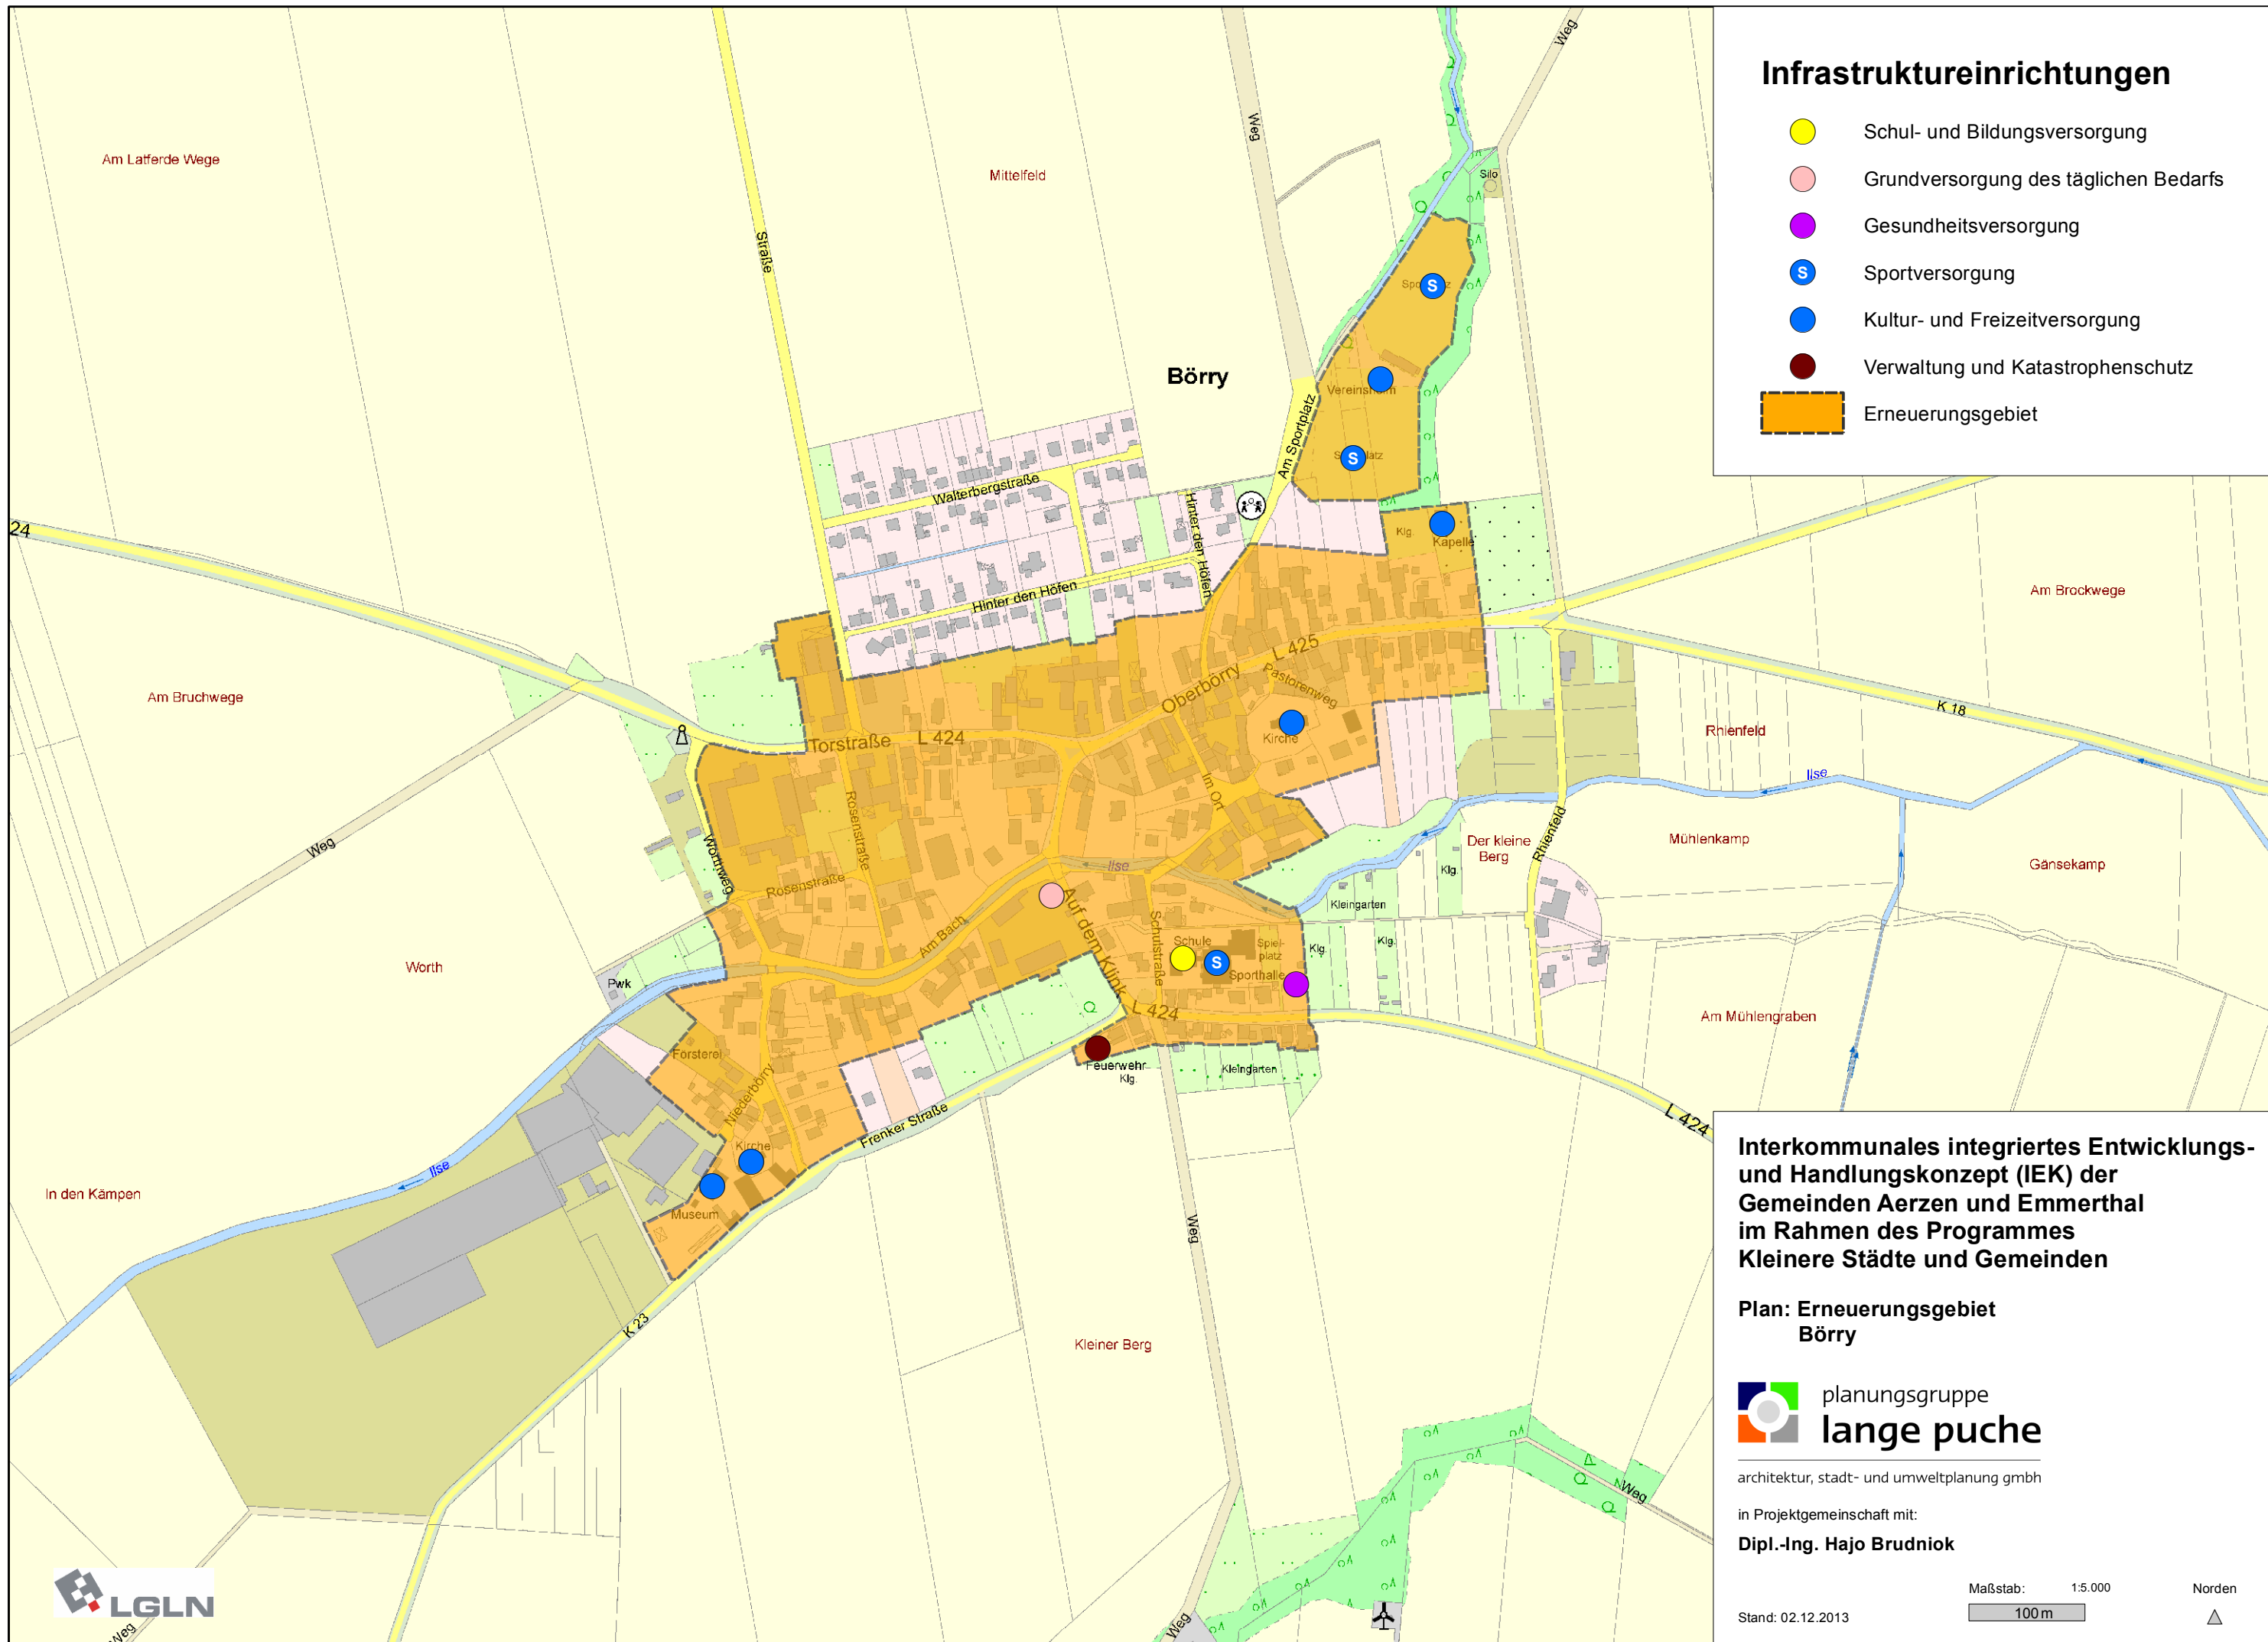 Infrastruktureinrichtungen
Schul- und Bildungsversorgung
Grundversorgung des täglichen Bedarfs
Gesundheitsversorgung
S Sportversorgung
Kultur- und Freizeitversorgung
Verwaltung und Katastrophenschutz
Erneuerungsgebiet
Am Latferde Wege
Mittelfeld
Weg
Weg
Silo
Straße
S
Börry
Vereinsheim
Am Sportplatz
S
Walterbergstraße
Hinter den Höfen
Hinter den Höfen
Klg
Kapelle
24
Am Brockwege
Am Bruchwege
Torstraße
L 424
Oberbörry
L 425
Pastorenweg
Kirche
Im Ort
K 18
Rhienfeld
Ilse
Weg
Worthweg
Rosenstraße
Rosenstraße
Ilse
Der kleine
Berg
Rhienfeld
Mühlenkamp
Gänsekamp
Klg.
Kleingarten
Am Bach
Auf dem Klink
Schulstraße
Schule
S
Spiel-
platz
Sporthalle
Klg.
Klg.
Worth
Pwk
L 424
Am Mühlengraben
Försterei
Niederbörry
Feuerwehr
Klg.
Kleingarten
Frenker Straße
L 424
Kirche
Museum
Ilse
In den Kämpen
Weg
K 23
Kleiner Berg
Weg
Weg
Weg
LGLN
Interkommunales integriertes Entwicklungs-
und Handlungskonzept (IEK) der
Gemeinden Aerzen und Emmerthal
im Rahmen des Programmes
Kleinere Städte und Gemeinden
Plan: Erneuerungsgebiet
Börry
planungsgruppe
lange puche
architektur, stadt- und umweltplanung gmbh
in Projektgemeinschaft mit:
Dipl.-Ing. Hajo Brudniok
Maßstab: 1:5.000 Norden
100 m
Stand: 02.12.2013